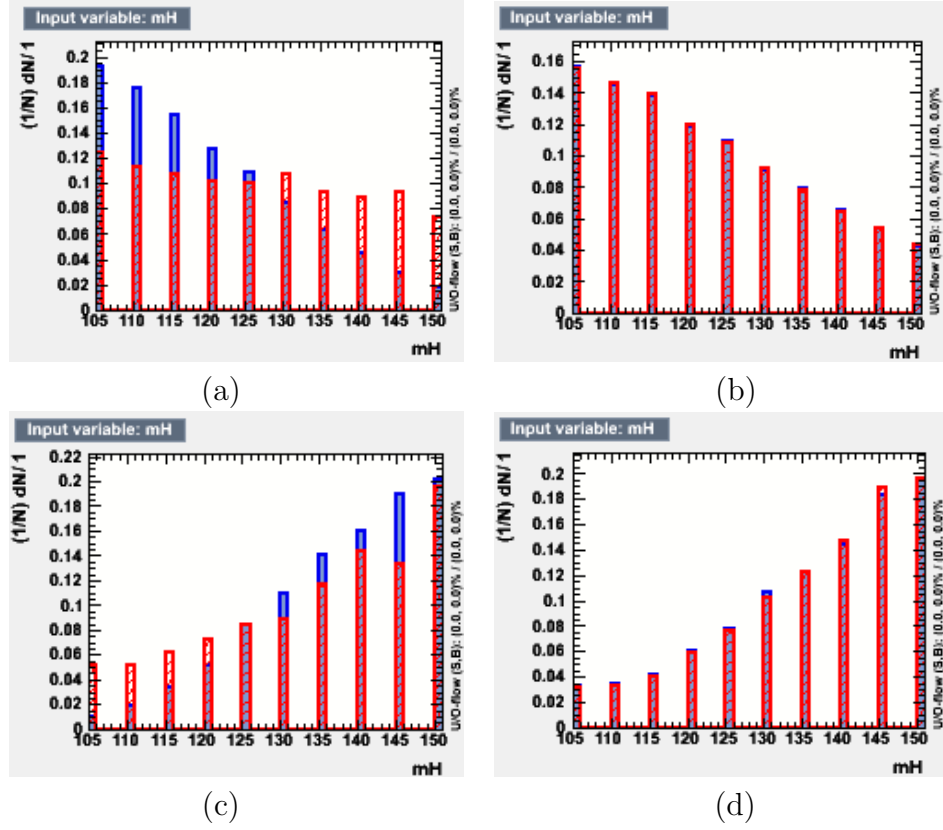 Input variable: mH
(1/N) dN/ 1
0.2
0.18
0.16
0.14
0.12
0.1
0.08
0.06
0.04
0.02
0
105 110 115 120 125 130 135 140 145 150
mH
U/O-flow (S,B): (0.0, 0.0)% / (0.0, 0.0)%
(a)
Input variable: mH
(1/N) dN/ 1
0.16
0.14
0.12
0.1
0.08
0.06
0.04
0.02
0
105 110 115 120 125 130 135 140 145 150
mH
U/O-flow (S,B): (0.0, 0.0)% / (0.0, 0.0)%
(b)
Input variable: mH
(1/N) dN/ 1
0.22
0.2
0.18
0.16
0.14
0.12
0.1
0.08
0.06
0.04
0.02
0
105 110 115 120 125 130 135 140 145 150
mH
U/O-flow (S,B): (0.0, 0.0)% / (0.0, 0.0)%
(c)
Input variable: mH
(1/N) dN/ 1
0.2
0.18
0.16
0.14
0.12
0.1
0.08
0.06
0.04
0.02
0
105 110 115 120 125 130 135 140 145 150
mH
U/O-flow (S,B): (0.0, 0.0)% / (0.0, 0.0)%
(d)